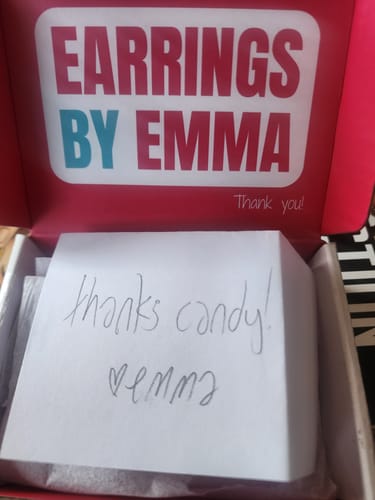 EARRINGS
BY EMMA
Thank you!
thanks candy!
♡emma